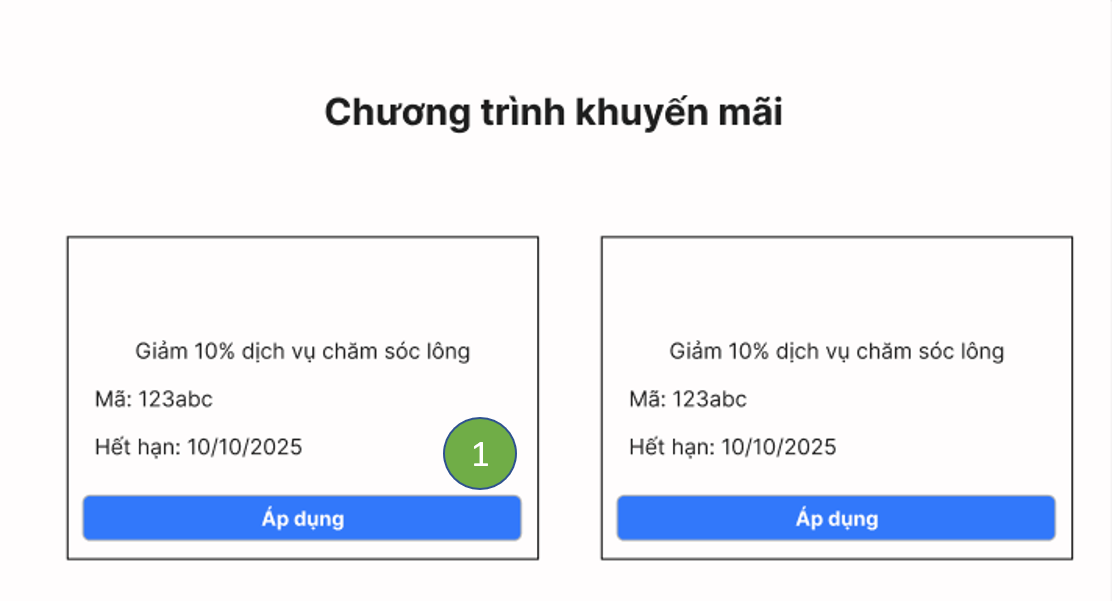 Chương trình khuyến mãi
Giảm 10% dịch vụ chăm sóc lông
Mã: 123abc
Hết hạn: 10/10/2025
1
Áp dụng
Giảm 10% dịch vụ chăm sóc lông
Mã: 123abc
Hết hạn: 10/10/2025
Áp dụng